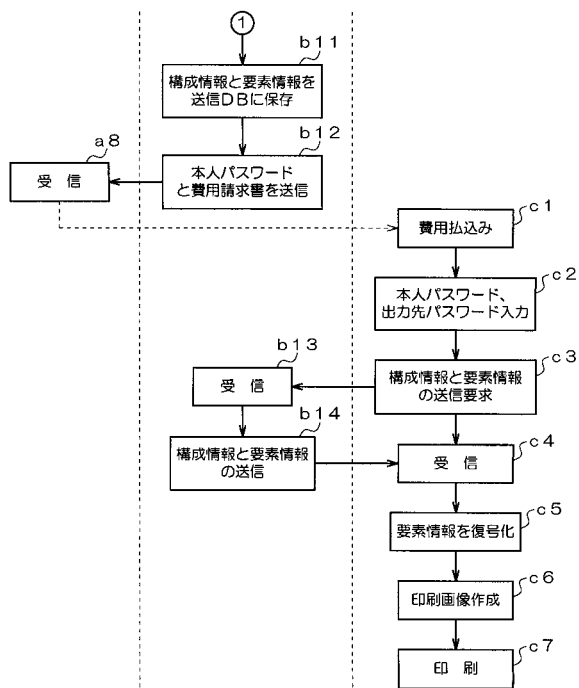 1
b11
構成情報と要素情報を
送信DBに保存
b12
a8
本人パスワード
と費用請求書を送信
受 信
c1
費用払込み
c2
本人パスワード、
出力先パスワード入力
b13
c3
受 信
構成情報と要素情報
の送信要求
b14
c4
構成情報と要素情報
の送信
受 信
c5
要素情報を復号化
c6
印刷画像作成
c7
印 刷